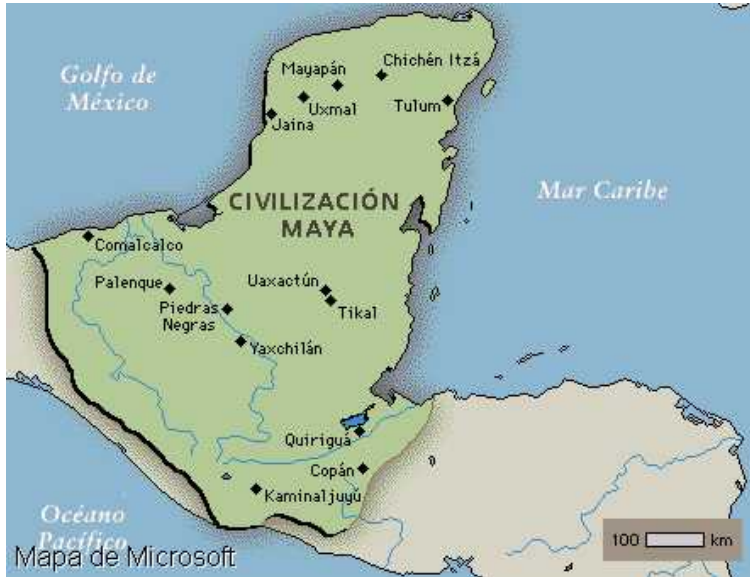 Golfo de
México
Mayapán
Chichén Itzá
Uxmal
Tulum
Jaina
Mar Caribe
CIVILIZACIÓN
MAYA
Comalcalco
Palenque
Uaxactún
Piedras
Negras
Tikal
Yaxchilán
Quiriguá
Copán
Kaminaljuyú
Océano
Pacífico
100 km
Mapa de Microsoft